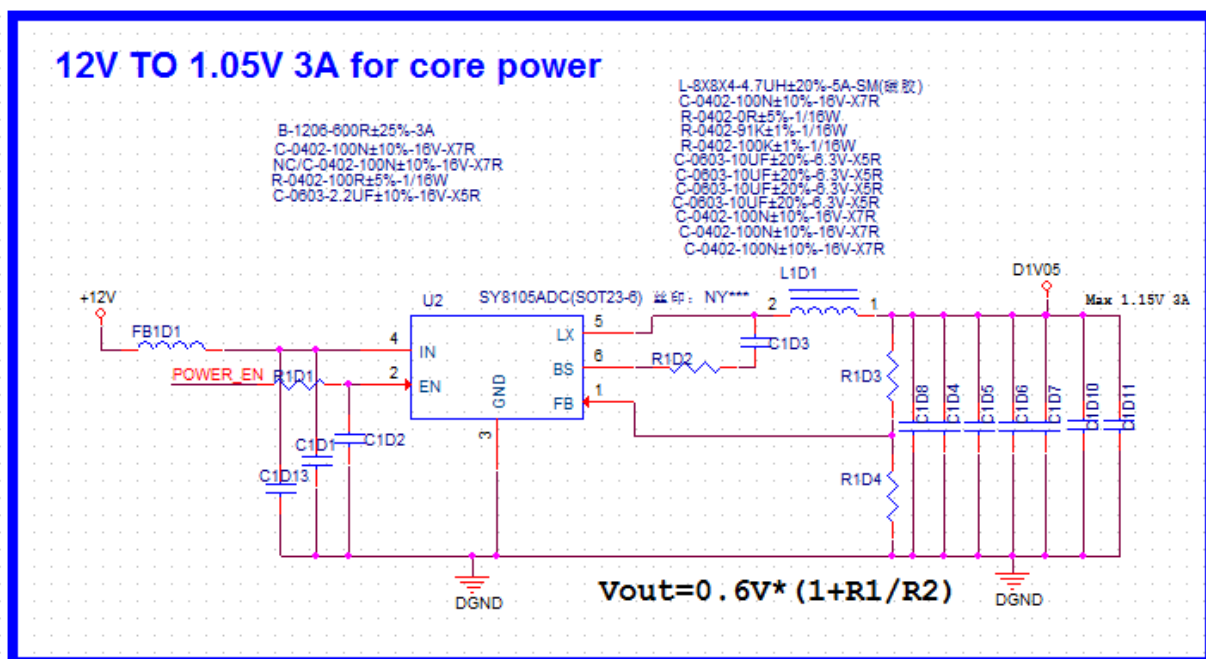 12V TO 1.05V 3A for core power
L-8X8X4-4.7UH±20%-5A-SM(磁胶)
C-0402-100N±10%-16V-X7R
R-0402-0R±5%-1/16W
R-0402-91K±1%-1/16W
R-0402-100K±1%-1/16W
C-0603-10UF±20%-6.3V-X5R
C-0603-10UF±20%-6.3V-X5R
C-0603-10UF±20%-6.3V-X5R
C-0603-10UF±20%-6.3V-X5R
C-0402-100N±10%-16V-X7R
C-0402-100N±10%-16V-X7R
C-0402-100N±10%-16V-X7R
B-1206-600R±25%-3A
C-0402-100N±10%-16V-X7R
NC/C-0402-100N±10%-16V-X7R
R-0402-100R±5%-1/16W
C-0603-2.2UF±10%-16V-X5R
L1D1
D1V05
+12V
U2
SY8105ADC(SOT23-6) 丝印：NY***
2
1
Max 1.15V 3A
FB1D1
4
IN
LX
5
C1D3
POWER_EN
R1D1
2
EN
GND
BS
6
R1D2
FB
1
R1D3
C1D8
C1D4
C1D5
C1D6
C1D7
C1D10
C1D11
3
C1D2
C1D1
C1D13
R1D4
DGND
Vout=0.6V*(1+R1/R2)
DGND